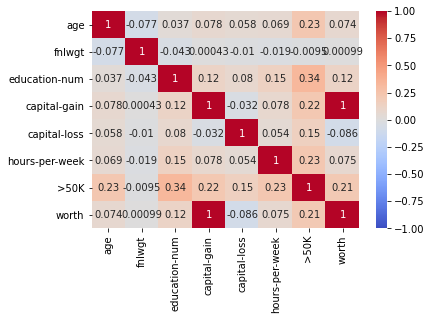 age 1 -0.077 0.037 0.078 0.058 0.069 0.23 0.074
fnlwgt -0.077 1 -0.043 0.00043 -0.01 -0.019 -0.0095 0.00099
education-num 0.037 -0.043 1 0.12 0.08 0.15 0.34 0.12
capital-gain 0.078 0.00043 0.12 1 -0.032 0.078 0.22 1
capital-loss 0.058 -0.01 0.08 -0.032 1 0.054 0.15 -0.086
hours-per-week 0.069 -0.019 0.15 0.078 0.054 1 0.23 0.075
>50K 0.23 -0.0095 0.34 0.22 0.15 0.23 1 0.21
worth 0.074 0.00099 0.12 1 -0.086 0.075 0.21 1
age
fnlwgt
education-num
capital-gain
capital-loss
hours-per-week
>50K
worth
1.00
0.75
0.50
0.25
0.00
-0.25
-0.50
-0.75
-1.00